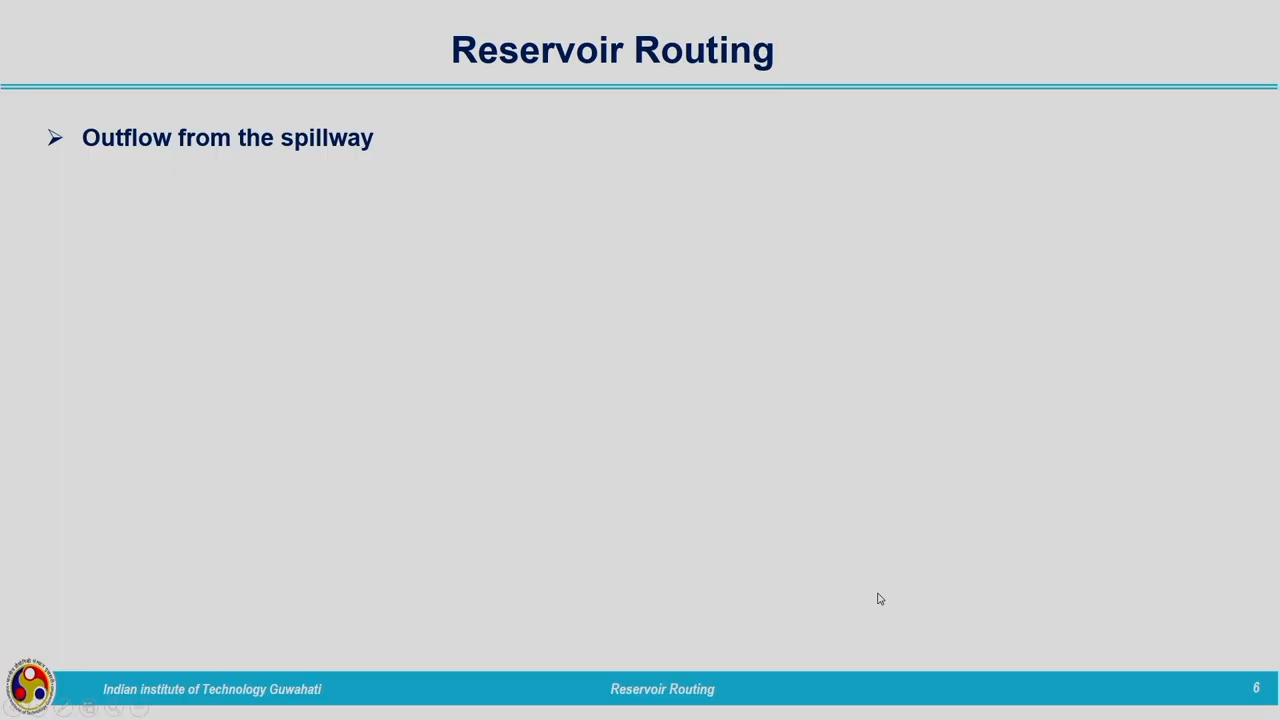 Reservoir Routing
Outflow from the spillway
Indian institute of Technology Guwahati
Reservoir Routing
6